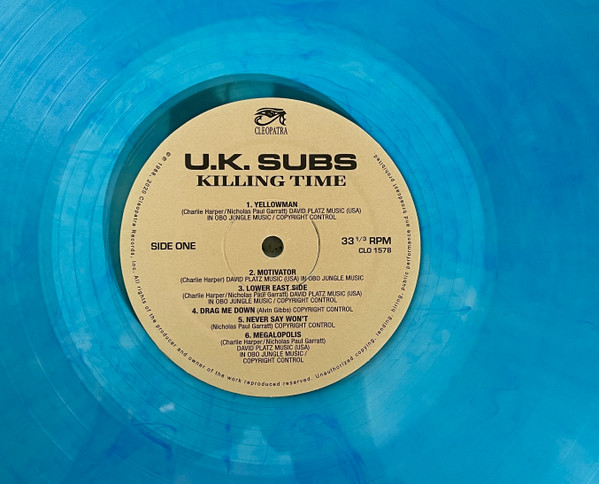 CLEOPATRA
U.K. SUBS
KILLING TIME
1. YELLOWMAN
(Charlie Harper/Nicholas Paul Garratt) DAVID PLATZ MUSIC (USA)
IN OBO JUNGLE MUSIC / COPYRIGHT CONTROL
SIDE ONE
33 1/3 RPM
CLO 1578
2. MOTIVATOR
(Charlie Harper) DAVID PLATZ MUSIC (USA) IN OBO JUNGLE MUSIC
3. LOWER EAST SIDE
(Charlie Harper/Nicholas Paul Garratt) DAVID PLATZ MUSIC (USA)
IN OBO JUNGLE MUSIC / COPYRIGHT CONTROL
4. DRAG ME DOWN (Alvin Gibbs) COPYRIGHT CONTROL
5. NEVER SAY WON'T
(Nicholas Paul Garratt) COPYRIGHT CONTROL
6. MEGALOPOLIS
(Charlie Harper/Nicholas Paul Garratt)
DAVID PLATZ MUSIC (USA)
IN OBO JUNGLE MUSIC /
COPYRIGHT CONTROL
℗ 1988, 2020 Cleopatra Records, Inc. All rights of the producer and owner of the work reproduced reserved. Unauthorized copying, lending, hiring, public performance and broadcast prohibited